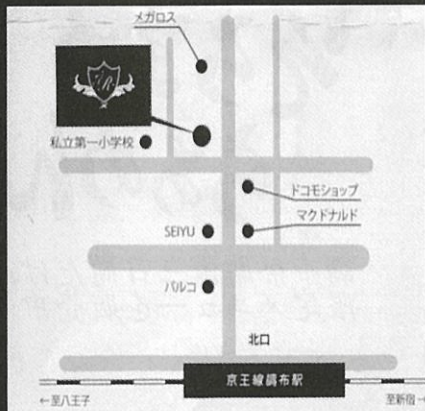 メガロス
私立第一小学校
ドコモショップ
マクドナルド
SEIYU
パルコ
北口
京王線調布駅
←至八王子
至新宿→